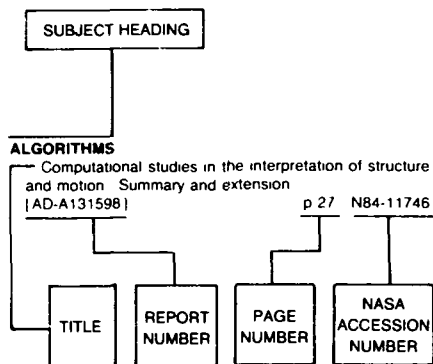 SUBJECT HEADING
ALGORITHMS
Computational studies in the interpretation of structure
and motion Summary and extension
[AD-A131598] p 27 N84-11746
TITLE
REPORT
NUMBER
PAGE
NUMBER
NASA
ACCESSION
NUMBER